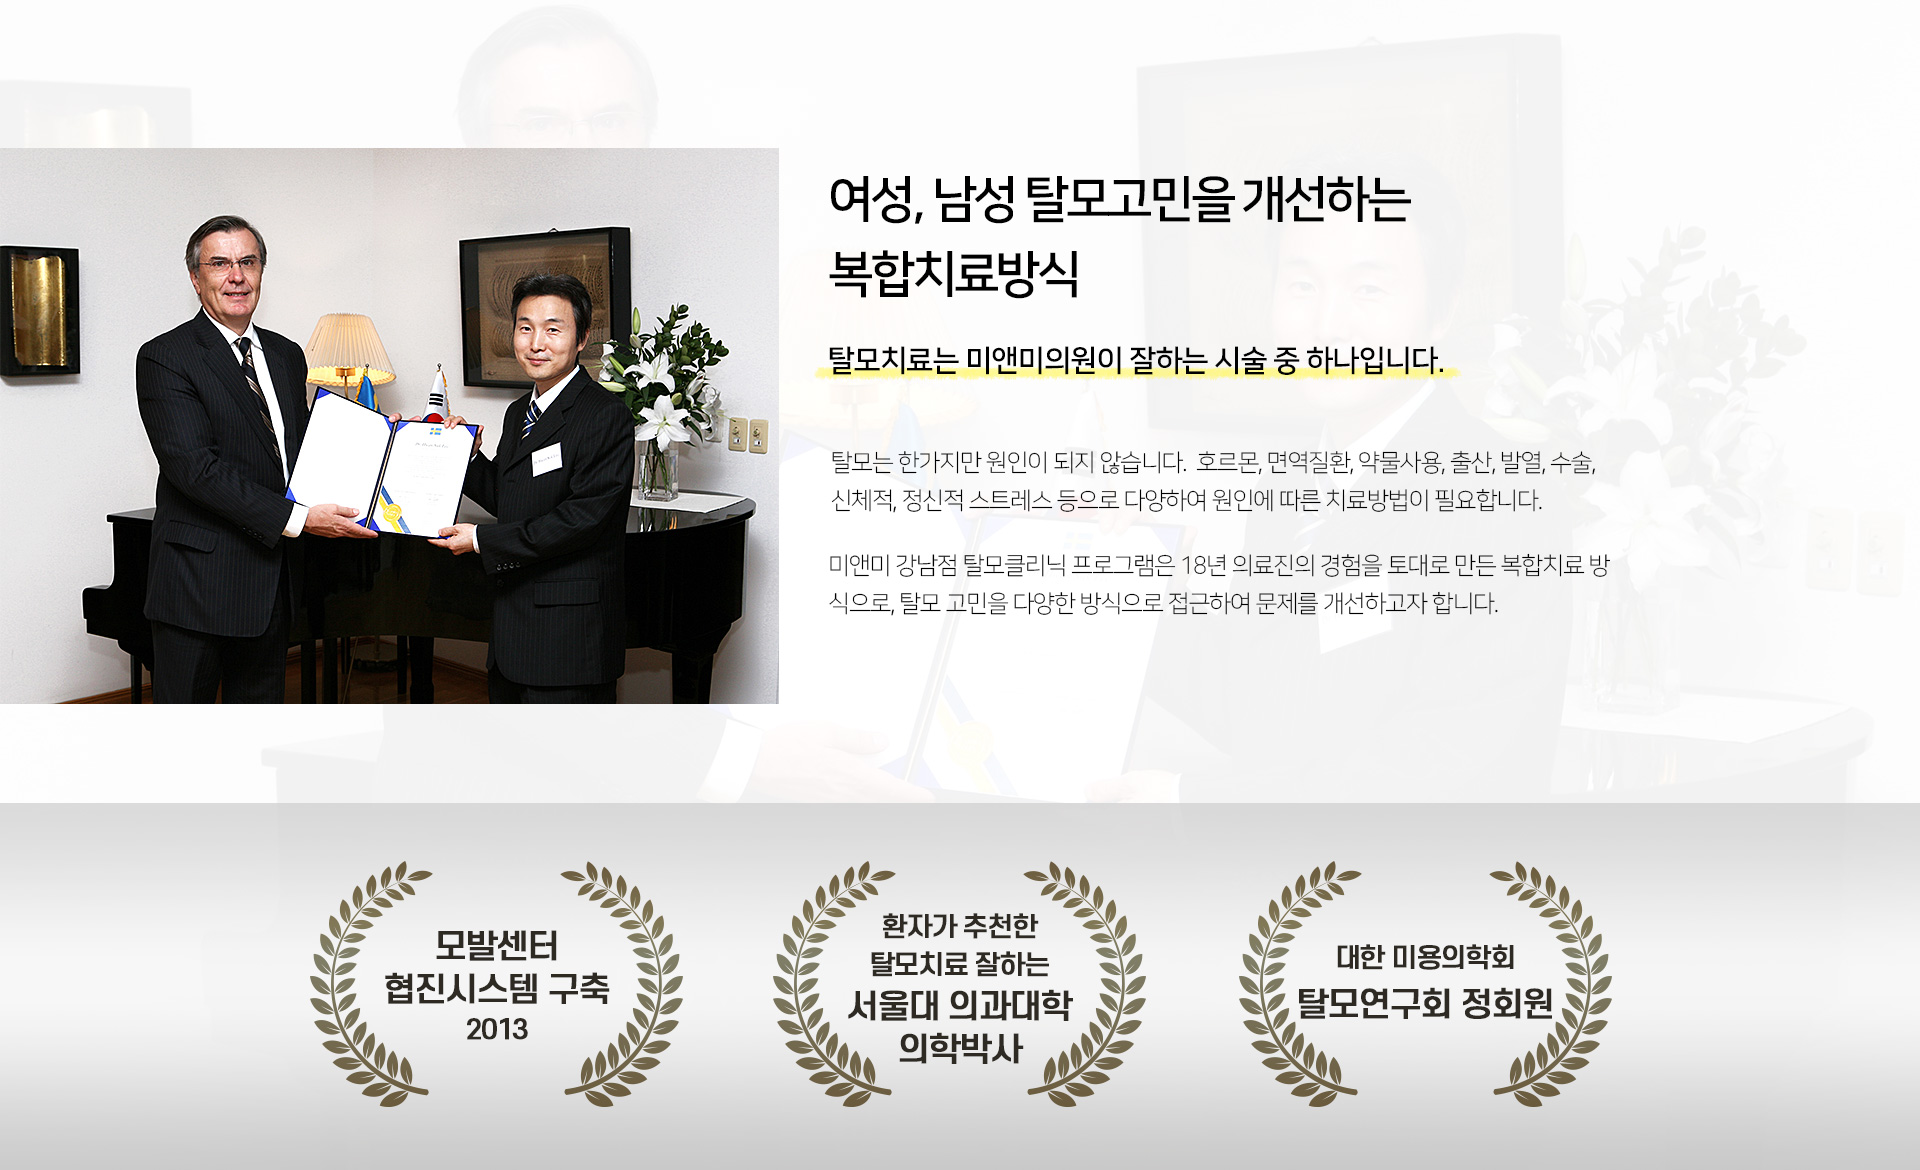 여성, 남성 탈모고민을 개선하는
복합치료방식
탈모치료는 미앤미의원이 잘하는 시술 중 하나입니다.
탈모는 한가지만 원인이 되지 않습니다. 호르몬, 면역질환, 약물사용, 출산, 발열, 수술,
신체적, 정신적 스트레스 등으로 다양하여 원인에 따른 치료방법이 필요합니다.
미앤미 강남점 탈모클리닉 프로그램은 18년 의료진의 경험을 토대로 만든 복합치료 방
식으로, 탈모 고민을 다양한 방식으로 접근하여 문제를 개선하고자 합니다.
모발센터
협진시스템 구축
2013
환자가 추천한
탈모치료 잘하는
서울대 의과대학
의학박사
대한 미용의학회
탈모연구회 정회원